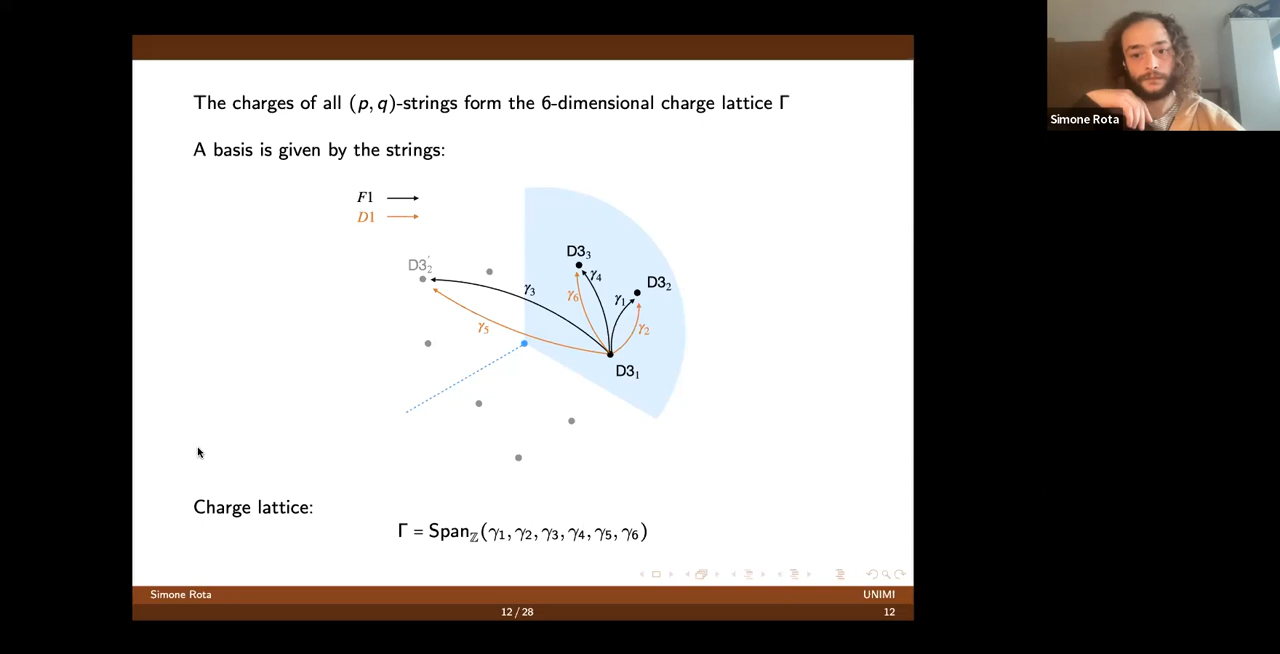 The charges of all (p, q)-strings form the 6-dimensional charge lattice Γ
A basis is given by the strings:
F1
D1
D3₃
D3₂′
γ₄
D3₂
γ₃
γ₆
γ₁
γ₅
γ₂
D3₁
Charge lattice:
Γ = Span_ℤ(γ₁, γ₂, γ₃, γ₄, γ₅, γ₆)
Simone Rota
UNIMI
12 / 28
12
Simone Rota